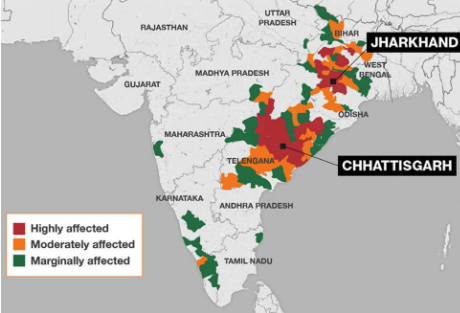 UTTAR
PRADESH
RAJASTHAN
BIHAR
JHARKHAND
WEST
BENGAL
MADHYA PRADESH
GUJARAT
ODISHA
MAHARASHTRA
TELENGANA
CHHATTISGARH
KARNATAKA
ANDHRA PRADESH
Highly affected
Moderately affected
Marginally affected
TAMIL NADU